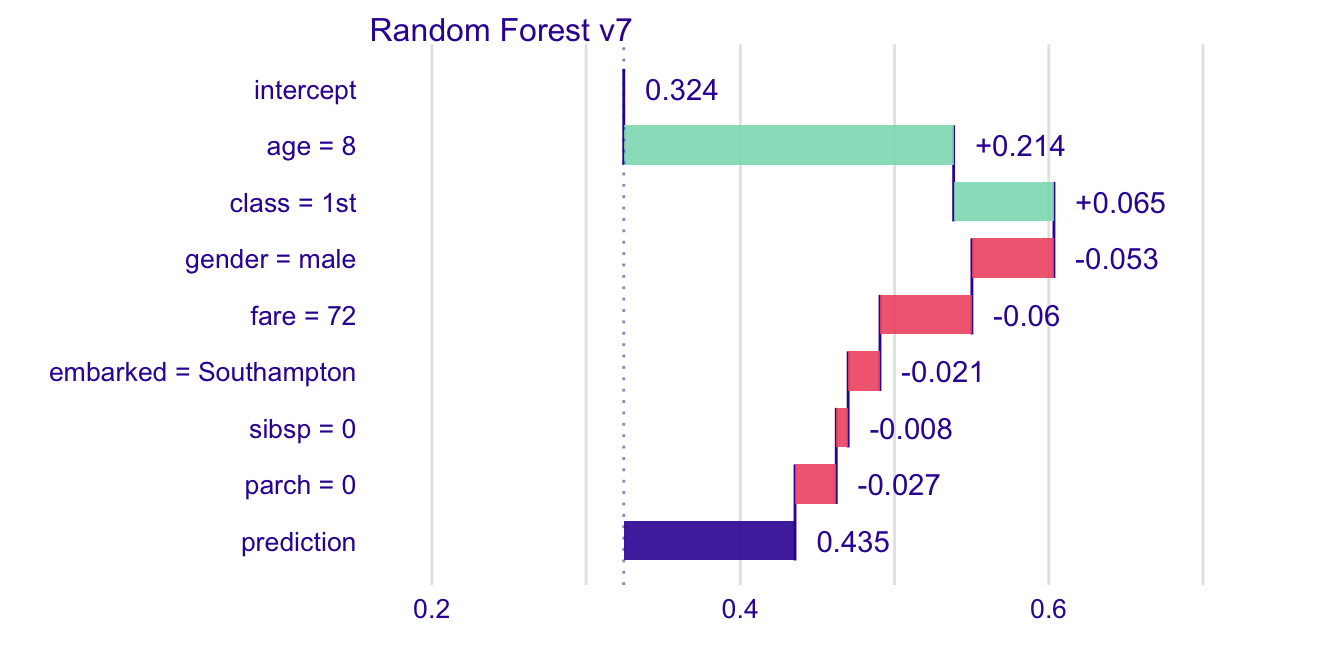 Random Forest v7
intercept 0.324
age = 8 +0.214
class = 1st +0.065
gender = male -0.053
fare = 72 -0.06
embarked = Southampton -0.021
sibsp = 0 -0.008
parch = 0 -0.027
prediction 0.435
0.2 0.4 0.6